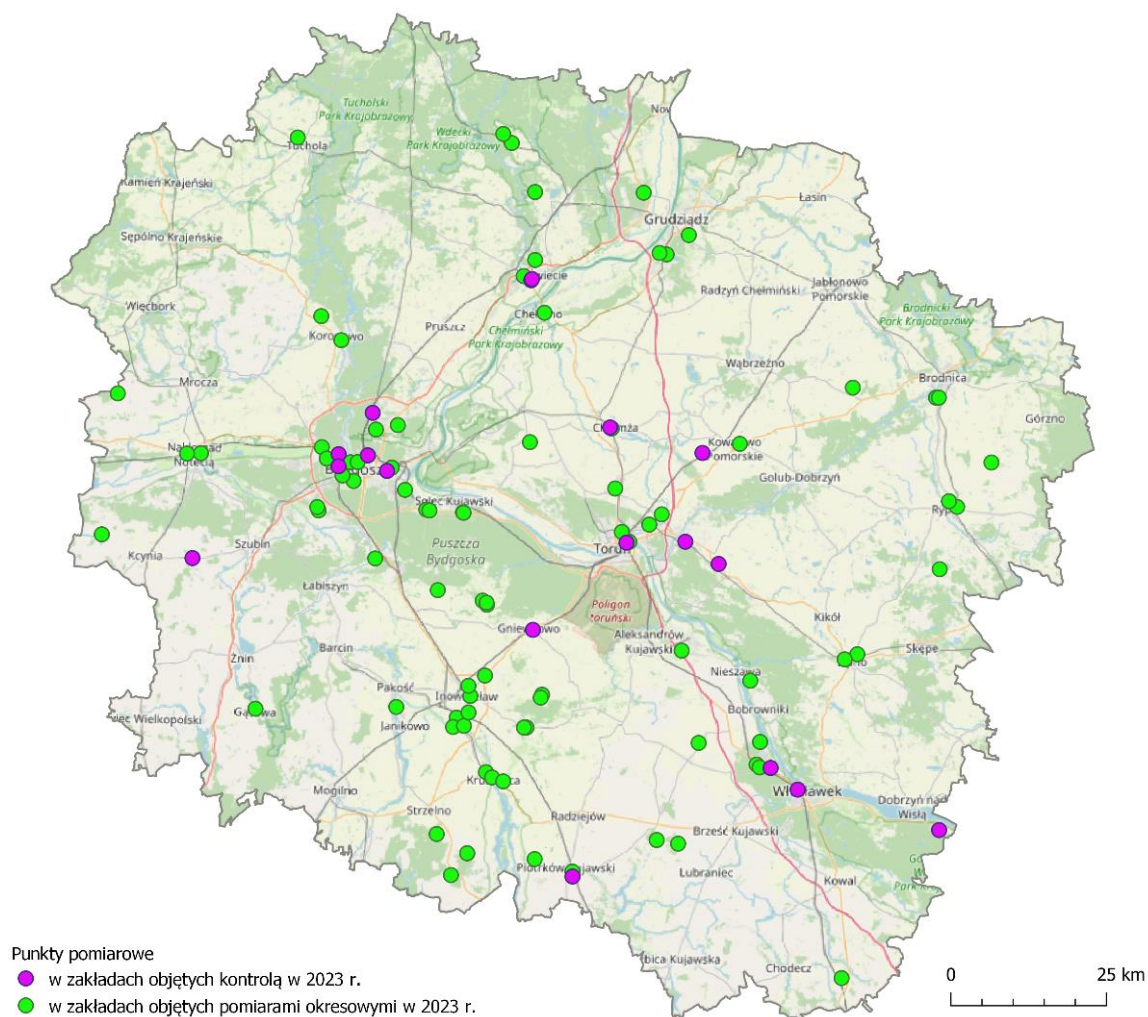 Nov
Tucholski
Park Krajobrazowy
Wdecki
Park Krajobrazowy
Tuchola
Kamień Krajeński
Łasin
Grudziądz
Sępólno Krajeńskie
Jabłonowo
Pomorskie
Radzyń Chełmiński
Więcbork
Brodnicki
Park Krajobrazowy
Pruszcz
Chełmiński
Park Krajobrazowy
Wąbrzeźno
Mrocza
Brodnica
Górzno
Pomorskie
Golub-Dobrzyń
Notecią
Solec Kujawski
Puszcza
Bydgoska
Szubin
Kcynia
Łabiszyn
Poligon
toruński
Aleksandrów
Kujawski
Kikół
Skępe
Barcin
Żnin
Nieszawa
Pakość
Bobrowniki
Janikowo
Mogilno
Strzelno
Radziejów
Brześć Kujawski
Dobrzyń nad
Wisłą
Lubraniec
Kowal
Chodecz
Punkty pomiarowe
w zakładach objętych kontrolą w 2023 r.
w zakładach objętych pomiarami okresowymi w 2023 r.
0 25 km